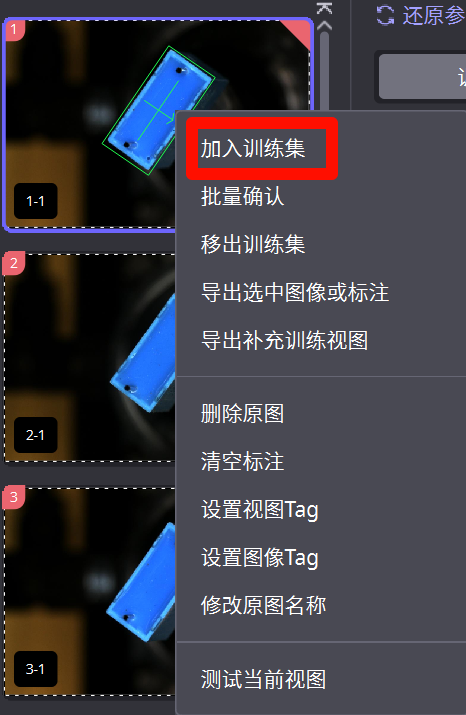 1
还原参
1-1
加入训练集
批量确认
移出训练集
2
导出选中图像或标注
导出补充训练视图
删除原图
2-1
清空标注
3
设置视图Tag
设置图像Tag
修改原图名称
3-1
测试当前视图